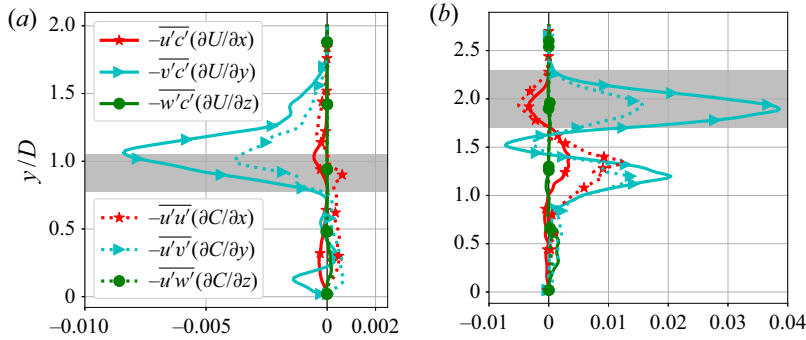 (a)
(b)
y/D
2.0
1.5
1.0
0.5
0
−0.010
−0.005
0
0.002
−u′c′(∂U/∂x)
−v′c′(∂U/∂y)
−w′c′(∂U/∂z)
−u′u′(∂C/∂x)
−u′v′(∂C/∂y)
−u′w′(∂C/∂z)
2.5
2.0
1.5
1.0
0.5
0
−0.01
0
0.01
0.02
0.03
0.04